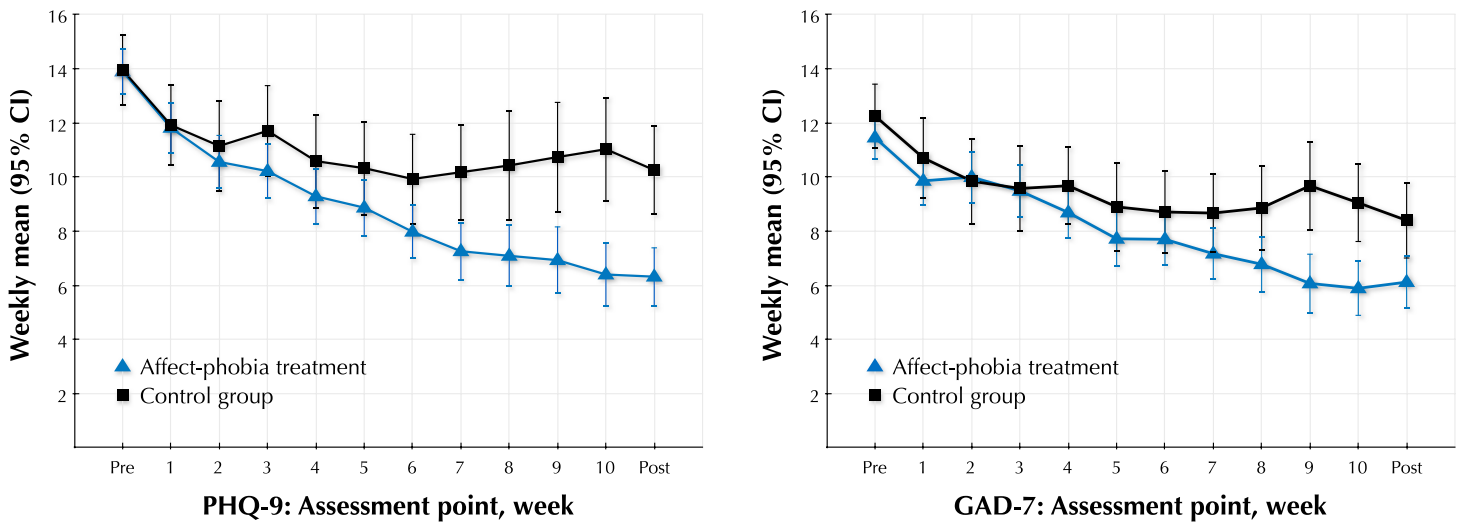 Weekly mean (95% CI)
16
14
12
10
8
6
4
2
Affect-phobia treatment
Control group
Pre 1 2 3 4 5 6 7 8 9 10 Post
PHQ-9: Assessment point, week
Weekly mean (95% CI)
16
14
12
10
8
6
4
2
Affect-phobia treatment
Control group
Pre 1 2 3 4 5 6 7 8 9 10 Post
GAD-7: Assessment point, week